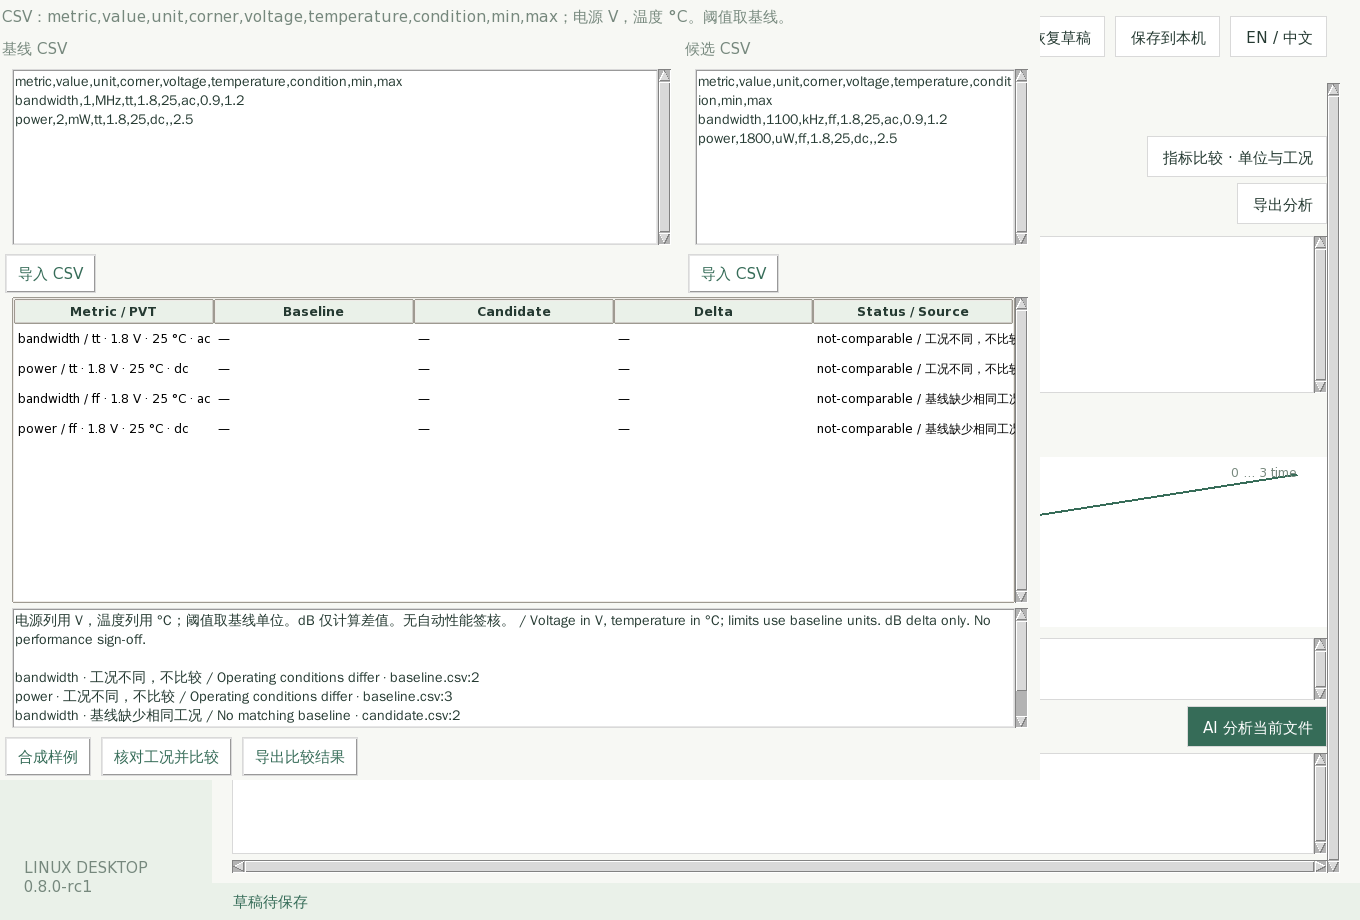 CSV：metric,value,unit,corner,voltage,temperature,condition,min,max；电源 V，温度 °C。阈值取基线。
恢复草稿
保存到本机
EN / 中文
基线 CSV
候选 CSV
metric,value,unit,corner,voltage,temperature,condition,min,max
bandwidth,1,MHz,tt,1.8,25,ac,0.9,1.2
power,2,mW,tt,1.8,25,dc,,2.5
metric,value,unit,corner,voltage,temperature,condit
ion,min,max
bandwidth,1100,kHz,ff,1.8,25,ac,0.9,1.2
power,1800,uW,ff,1.8,25,dc,,2.5
指标比较 · 单位与工况
导出分析
导入 CSV
导入 CSV
Metric / PVT
Baseline
Candidate
Delta
Status / Source
bandwidth / tt · 1.8 V · 25 °C · ac — — — not-comparable / 工况不同，不比较
power / tt · 1.8 V · 25 °C · dc — — — not-comparable / 工况不同，不比较
bandwidth / ff · 1.8 V · 25 °C · ac — — — not-comparable / 基线缺少相同工况
power / ff · 1.8 V · 25 °C · dc — — — not-comparable / 基线缺少相同工况
0 … 3 time
电源列用 V，温度列用 °C；阈值取基线单位。dB 仅计算差值。无自动性能签核。 / Voltage in V, temperature in °C; limits use baseline units. dB delta only. No
performance sign-off.
bandwidth · 工况不同，不比较 / Operating conditions differ · baseline.csv:2
power · 工况不同，不比较 / Operating conditions differ · baseline.csv:3
bandwidth · 基线缺少相同工况 / No matching baseline · candidate.csv:2
AI 分析当前文件
合成样例
核对工况并比较
导出比较结果
LINUX DESKTOP
0.8.0-rc1
草稿待保存